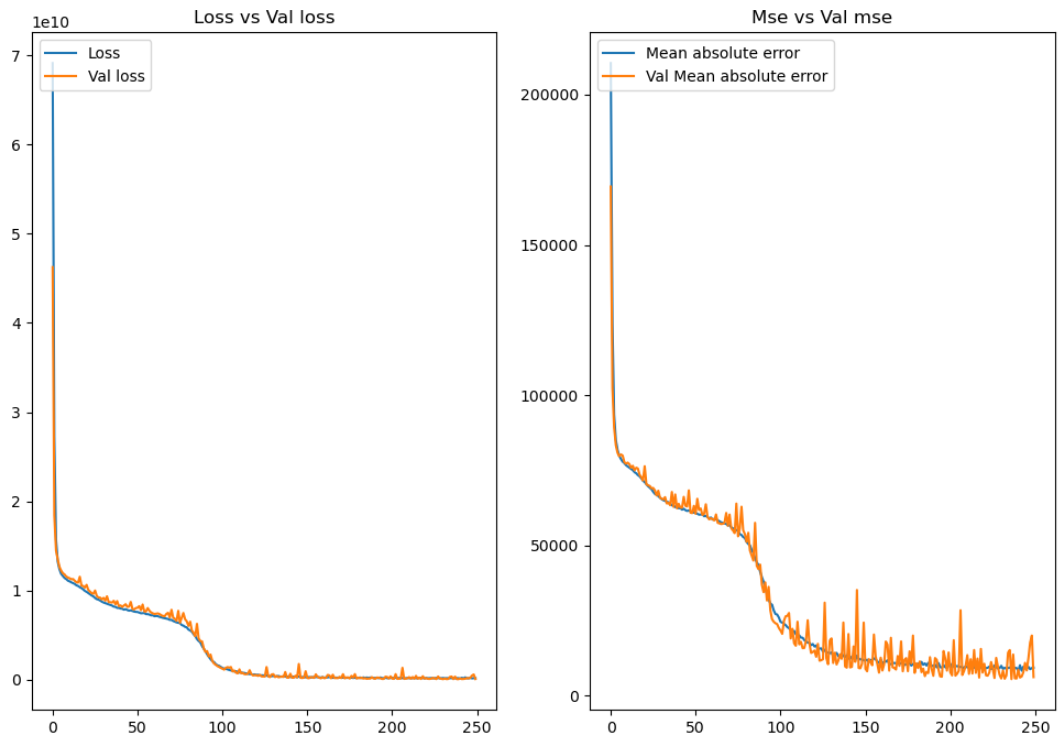 Loss vs Val loss
1e10
Loss
Val loss
7
6
5
4
3
2
1
0
0 50 100 150 200 250
Mse vs Val mse
Mean absolute error
Val Mean absolute error
200000
150000
100000
50000
0
0 50 100 150 200 250